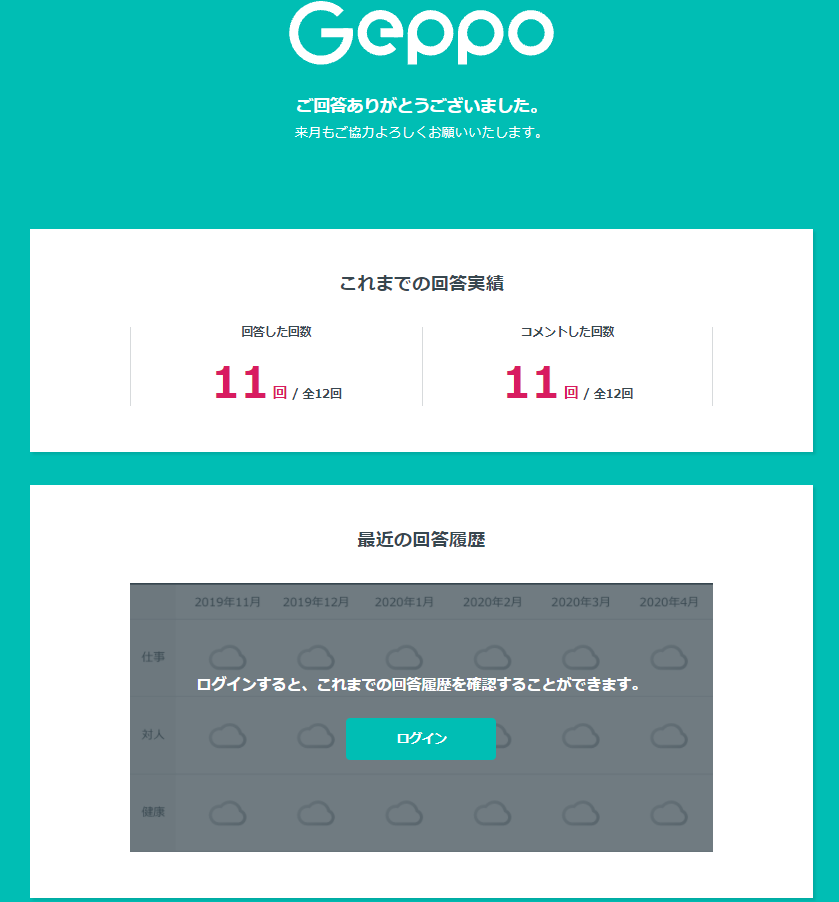 Geppo
ご回答ありがとうございました。
来月もご協力よろしくお願いいたします。
これまでの回答実績
回答した回数
コメントした回数
11回 / 全12回
11回 / 全12回
最近の回答履歴
2019年11月 2019年12月 2020年1月 2020年2月 2020年3月 2020年4月
仕事
ログインすると、これまでの回答履歴を確認することができます。
対人
ログイン
健康